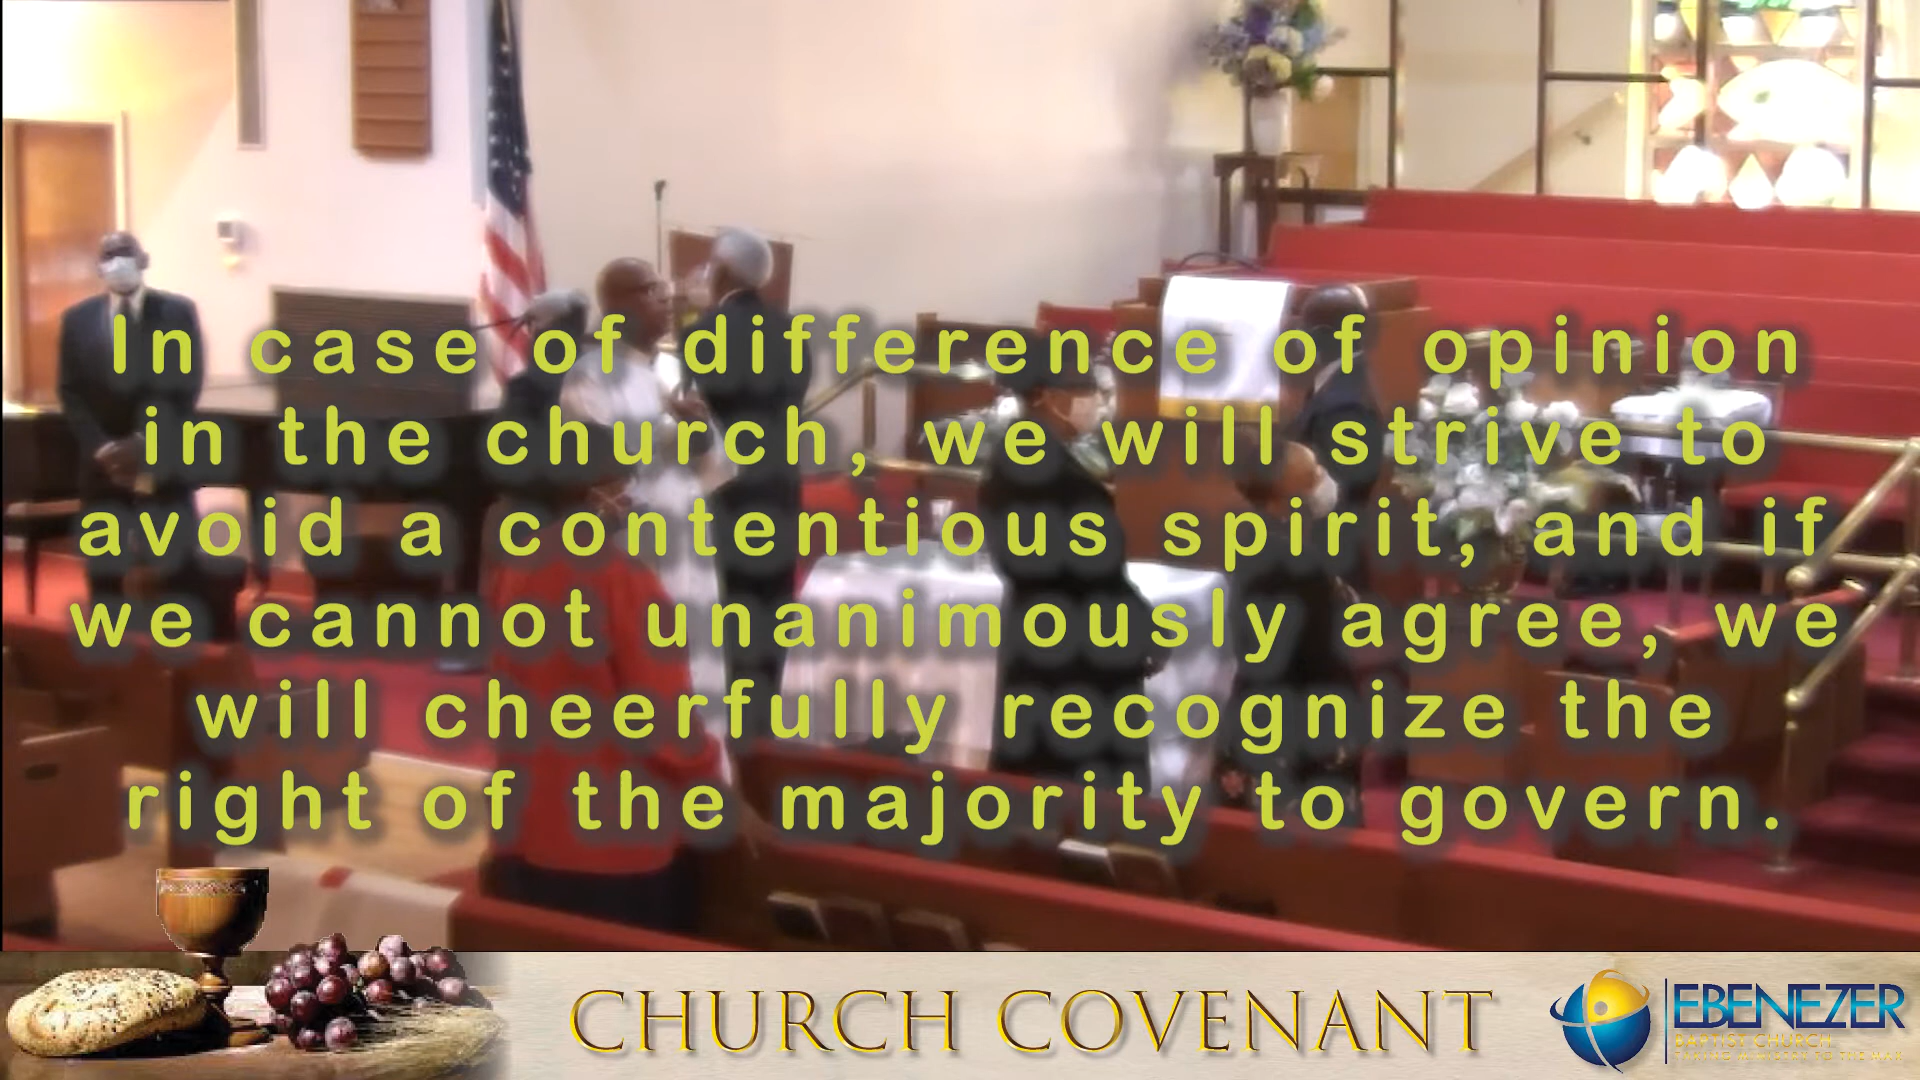 In case of difference of opinion
in the church, we will strive to
avoid a contentious spirit, and if
we cannot unanimously agree, we
will cheerfully recognize the
right of the majority to govern.
CHURCH COVENANT
EBENEZER
BAPTIST CHURCH